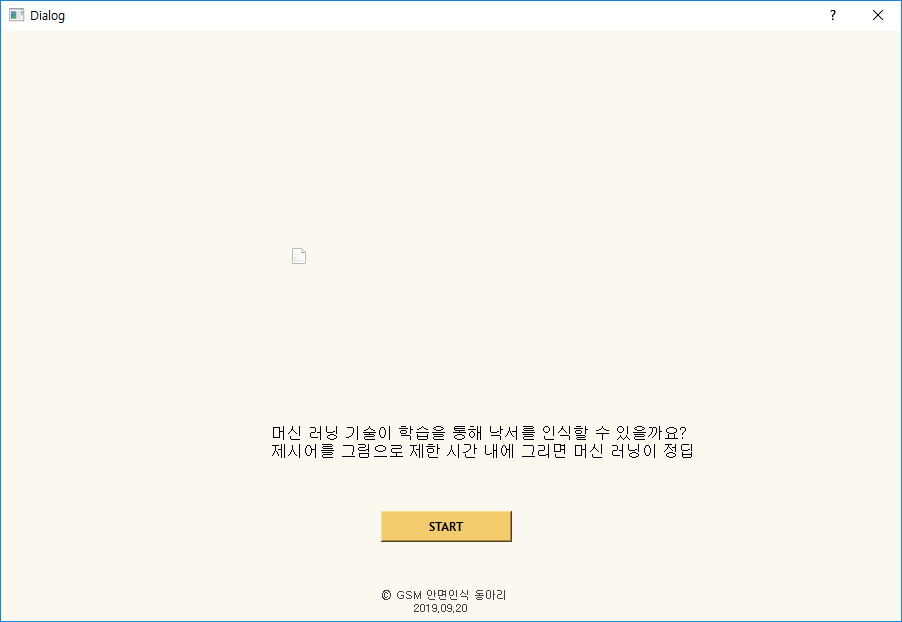 Dialog
?
머신 러닝 기술이 학습을 통해 낙서를 인식할 수 있을까요?
제시어를 그림으로 제한 시간 내에 그리면 머신 러닝이 정답
START
© GSM 안면인식 동아리
2019.09.20